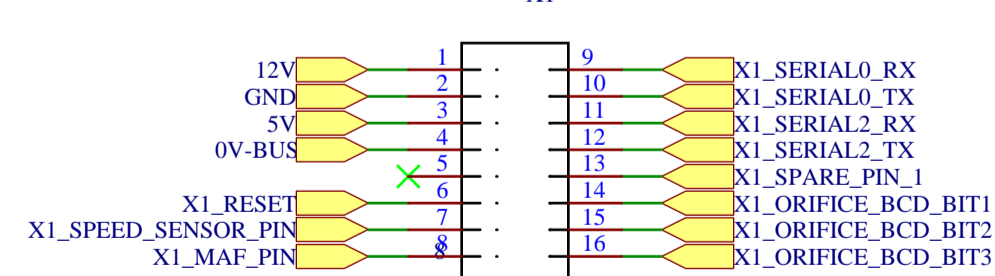 1 9
12V X1_SERIAL0_RX
2 10
GND X1_SERIAL0_TX
3 11
5V X1_SERIAL2_RX
4 12
0V-BUS X1_SERIAL2_TX
5 13
X1_SPARE_PIN_1
6 14
X1_RESET X1_ORIFICE_BCD_BIT1
7 15
X1_SPEED_SENSOR_PIN X1_ORIFICE_BCD_BIT2
8 16
X1_MAF_PIN X1_ORIFICE_BCD_BIT3